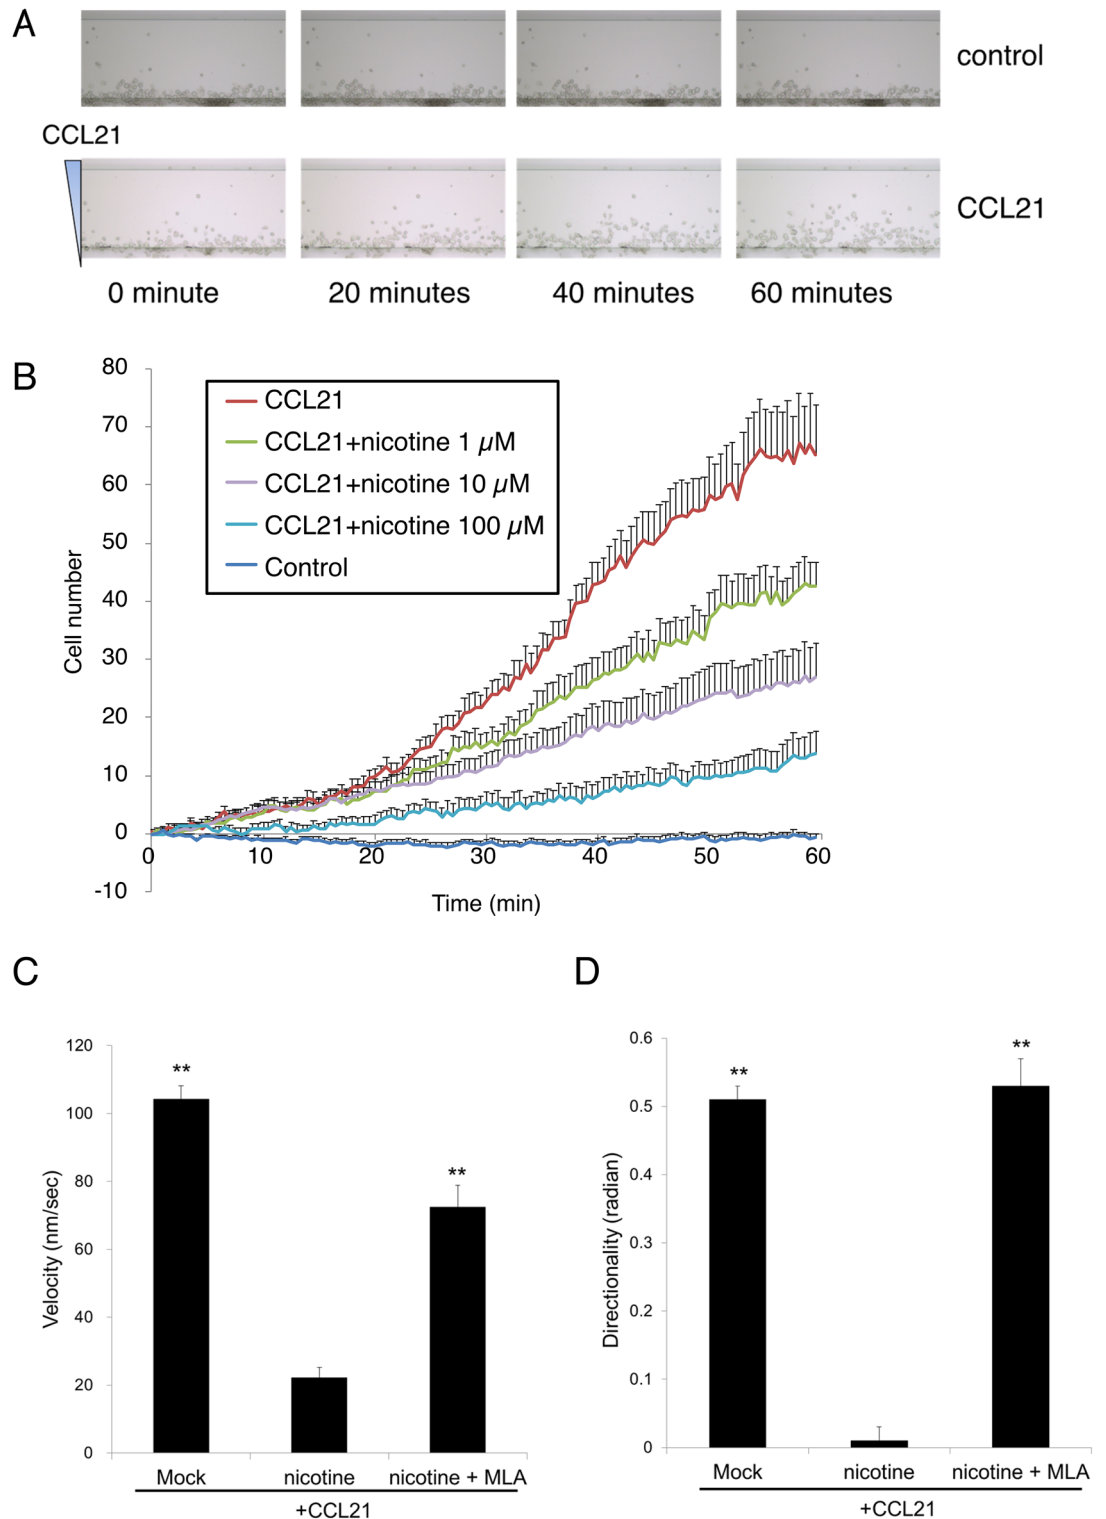 A
control
CCL21
CCL21
0 minute
20 minutes
40 minutes
60 minutes
B
80
70
60
50
40
30
20
10
0
-10
Cell number
CCL21
CCL21+nicotine 1 µM
CCL21+nicotine 10 µM
CCL21+nicotine 100 µM
Control
0 10 20 30 40 50 60
Time (min)
C
120
100
80
60
40
20
0
Velocity (nm/sec)
**
**
Mock nicotine nicotine + MLA
+CCL21
D
0.6
0.5
0.4
0.3
0.2
0.1
0
Directionality (radian)
**
**
Mock nicotine nicotine + MLA
+CCL21